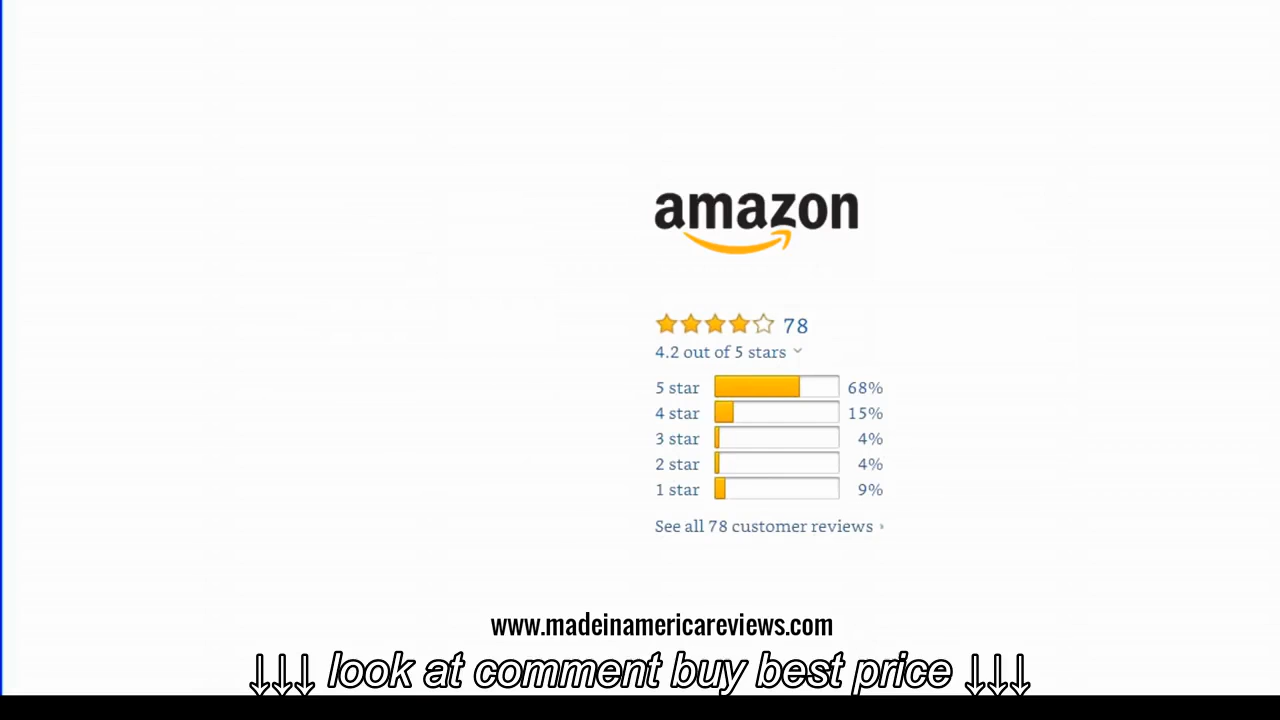 amazon
78
4.2 out of 5 stars
5 star 68%
4 star 15%
3 star 4%
2 star 4%
1 star 9%
See all 78 customer reviews
www.madeinamericareviews.com
↓↓↓ look at comment buy best price ↓↓↓